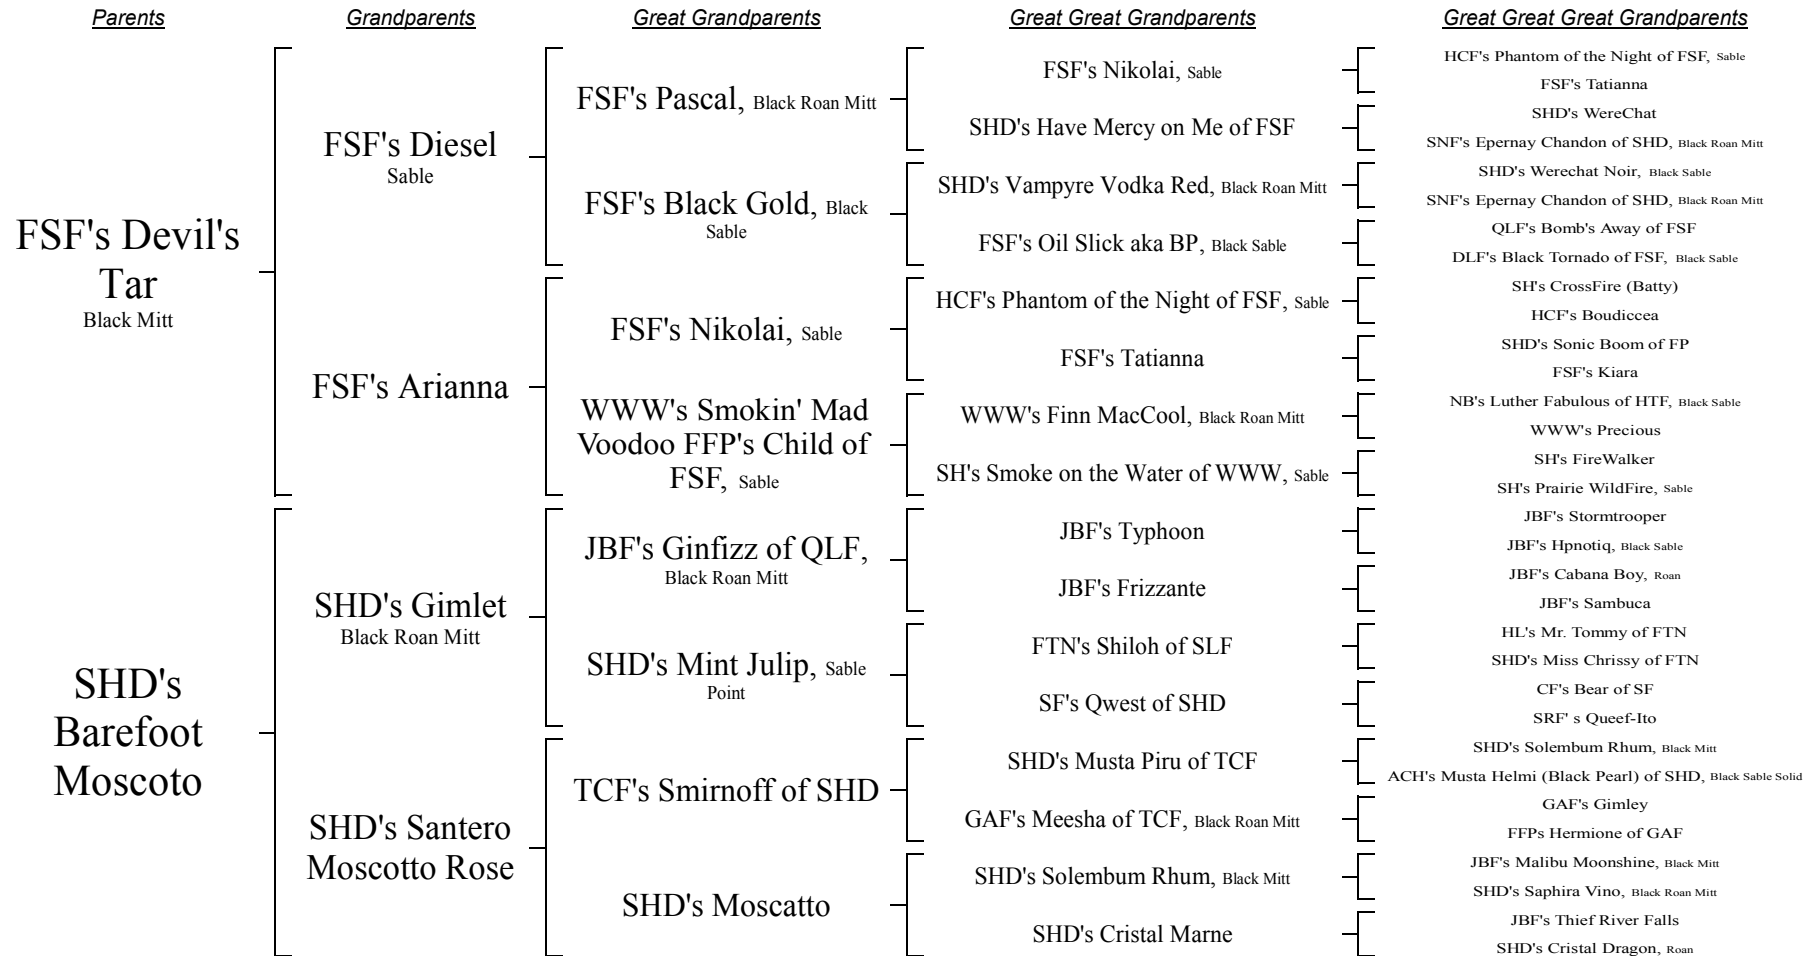 Parents
Grandparents
Great Grandparents
Great Great Grandparents
Great Great Great Grandparents
FSF's Devil's
Tar
Black Mitt
SHD's
Barefoot
Moscoto
FSF's Diesel
Sable
FSF's Arianna
SHD's Gimlet
Black Roan Mitt
SHD's Santero
Moscotto Rose
FSF's Pascal, Black Roan Mitt
FSF's Black Gold, Black
Sable
FSF's Nikolai, Sable
WWW's Smokin' Mad
Voodoo FFP's Child of
FSF, Sable
JBF's Ginfizz of QLF,
Black Roan Mitt
SHD's Mint Julip, Sable
Point
TCF's Smirnoff of SHD
SHD's Moscatto
FSF's Nikolai, Sable
SHD's Have Mercy on Me of FSF
SHD's Vampyre Vodka Red, Black Roan Mitt
FSF's Oil Slick aka BP, Black Sable
HCF's Phantom of the Night of FSF, Sable
FSF's Tatianna
WWW's Finn MacCool, Black Roan Mitt
SH's Smoke on the Water of WWW, Sable
JBF's Typhoon
JBF's Frizzante
FTN's Shiloh of SLF
SF's Qwest of SHD
SHD's Musta Piru of TCF
GAF's Meesha of TCF, Black Roan Mitt
SHD's Solembum Rhum, Black Mitt
SHD's Cristal Marne
HCF's Phantom of the Night of FSF, Sable
FSF's Tatianna
SHD's WereChat
SNF's Epernay Chandon of SHD, Black Roan Mitt
SHD's Werechat Noir, Black Sable
SNF's Epernay Chandon of SHD, Black Roan Mitt
QLF's Bomb's Away of FSF
DLF's Black Tornado of FSF, Black Sable
SH's CrossFire (Batty)
HCF's Boudiccea
SHD's Sonic Boom of FP
FSF's Kiara
NB's Luther Fabulous of HTF, Black Sable
WWW's Precious
SH's FireWalker
SH's Prairie WildFire, Sable
JBF's Stormtrooper
JBF's Hpnotiq, Black Sable
JBF's Cabana Boy, Roan
JBF's Sambuca
HL's Mr. Tommy of FTN
SHD's Miss Chrissy of FTN
CF's Bear of SF
SRF' s Queef-Ito
SHD's Solembum Rhum, Black Mitt
ACH's Musta Helmi (Black Pearl) of SHD, Black Sable Solid
GAF's Gimley
FFPs Hermione of GAF
JBF's Malibu Moonshine, Black Mitt
SHD's Saphira Vino, Black Roan Mitt
JBF's Thief River Falls
SHD's Cristal Dragon, Roan